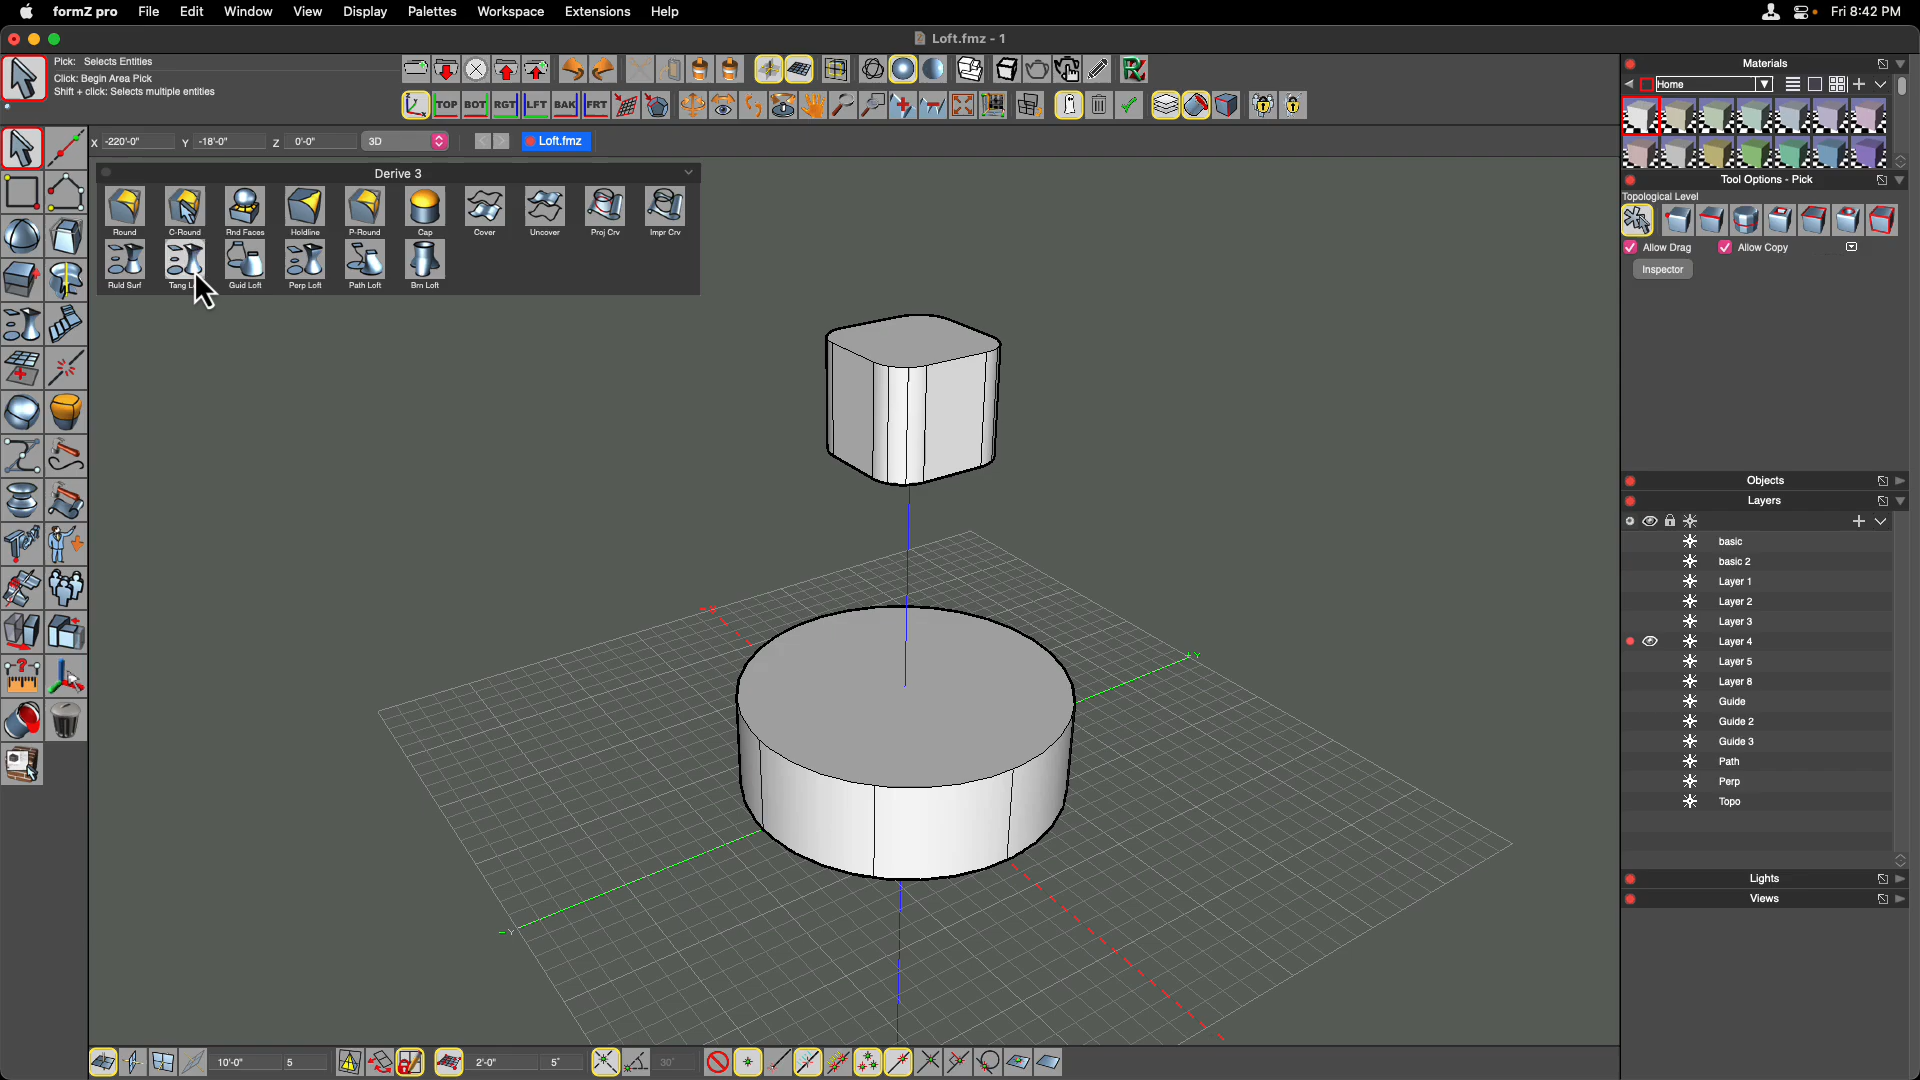 formZ pro File Edit Window View Display Palettes Workspace Extensions Help Fri 8:42 PM
Loft.fmz - 1
Pick: Selects Entities
Click: Begin Area Pick
Shift + click: Selects multiple entities
TOP BOT RGT LFT BAK FRT
X -220'-0" Y -18'-0" Z 0'-0" 3D Loft.fmz
Derive 3
Round C-Round Rnd Faces Holdline P-Round Cap Cover Uncover Proj Crv Impr Crv
Ruld Surf Tang Guid Loft Perp Loft Path Loft Brn Loft
Materials
Home
Tool Options - Pick
Topological Level
Allow Drag Allow Copy
Inspector
Objects
Layers
basic
basic 2
Layer 1
Layer 2
Layer 3
Layer 4
Layer 5
Layer 8
Guide
Guide 2
Guide 3
Path
Perp
Topo
Lights
Views
+Y
-Y
10'-0" 5 2'-0" 5" 30°